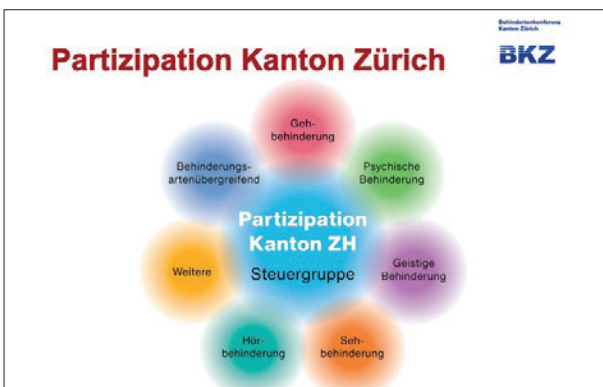 Behindertenkonferenz
Kanton Zürich
BKZ
Partizipation Kanton Zürich
Geh-
behinderung
Behinderungs-
artenübergreifend
Psychische
Behinderung
Partizipation
Kanton ZH
Steuergruppe
Weitere
Geistige
Behinderung
Hör-
behinderung
Seh-
behinderung